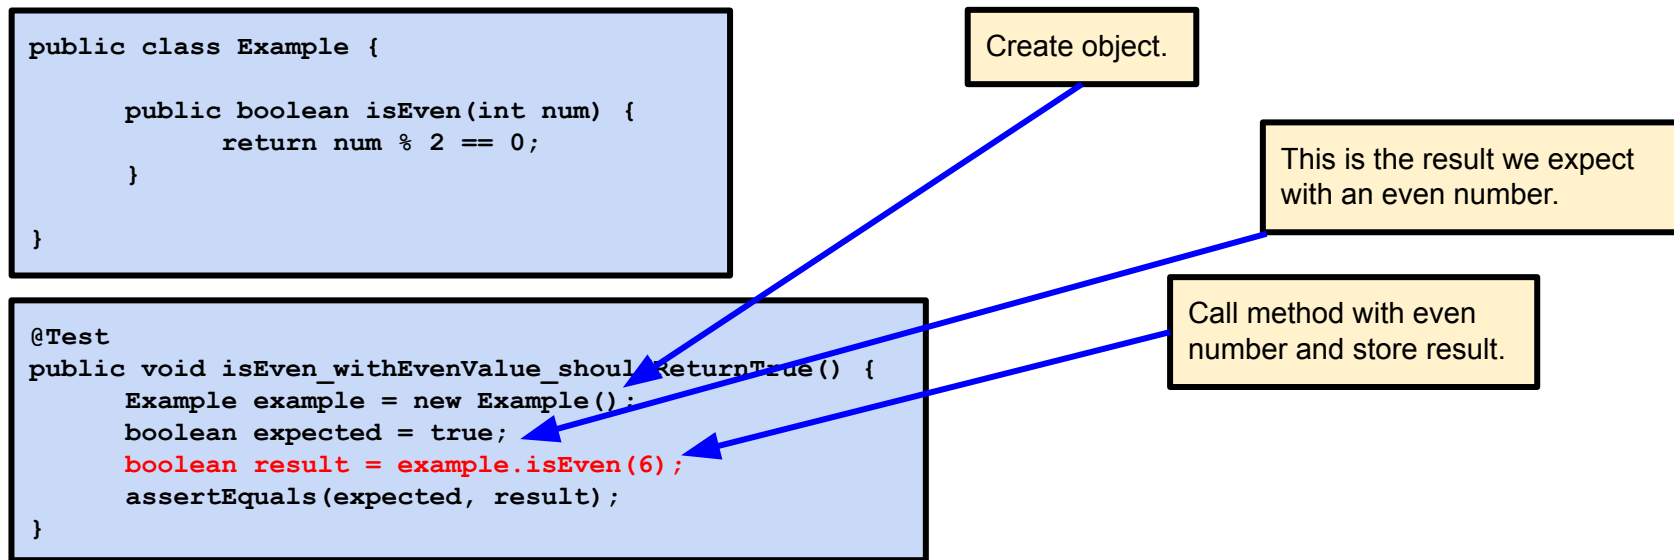 public class Example {
public boolean isEven(int num) {
return num % 2 == 0;
}
}
Create object.
This is the result we expect
with an even number.
Call method with even
number and store result.
@Test
public void isEven_withEvenValue_shoul ReturnTrue() {
Example example = new Example();
boolean expected = true;
boolean result = example.isEven(6);
assertEquals(expected, result);
}